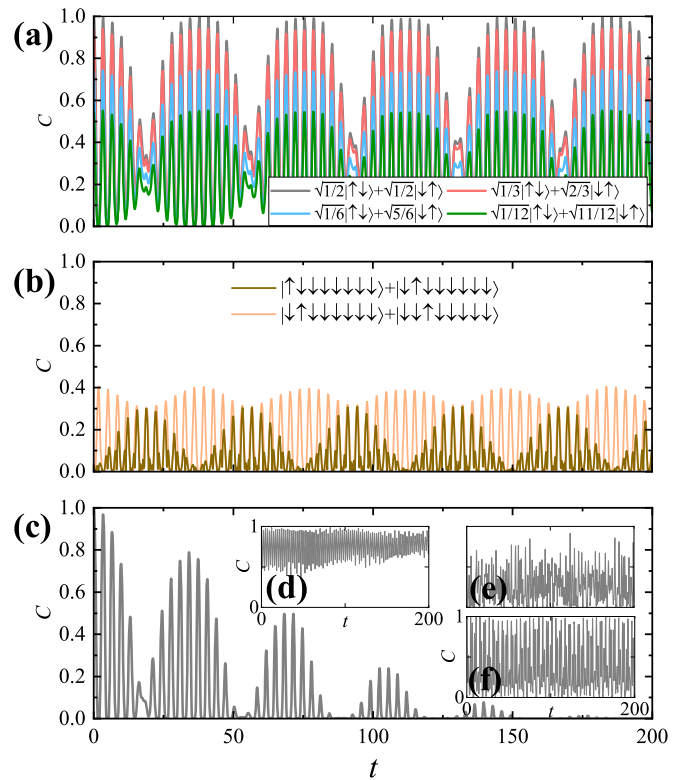 (a)
1.0
0.8
0.6
0.4
0.2
0.0
C
√1/2|↑↓⟩+√1/2|↓↑⟩ √1/3|↑↓⟩+√2/3|↓↑⟩
√1/6|↑↓⟩+√5/6|↓↑⟩ √1/12|↑↓⟩+√11/12|↓↑⟩
(b)
1.0
0.8
0.6
0.4
0.2
0.0
C
|↑↓↓↓↓↓↓↓⟩+|↓↑↓↓↓↓↓↓⟩
|↓↑↓↓↓↓↓↓⟩+|↓↓↑↓↓↓↓↓⟩
(c)
1.0
0.8
0.6
0.4
0.2
0.0
C
1
C
0
(d)
0 t 200
(e)
1
C
0
(f)
0 200
0 50 100 150 200
t